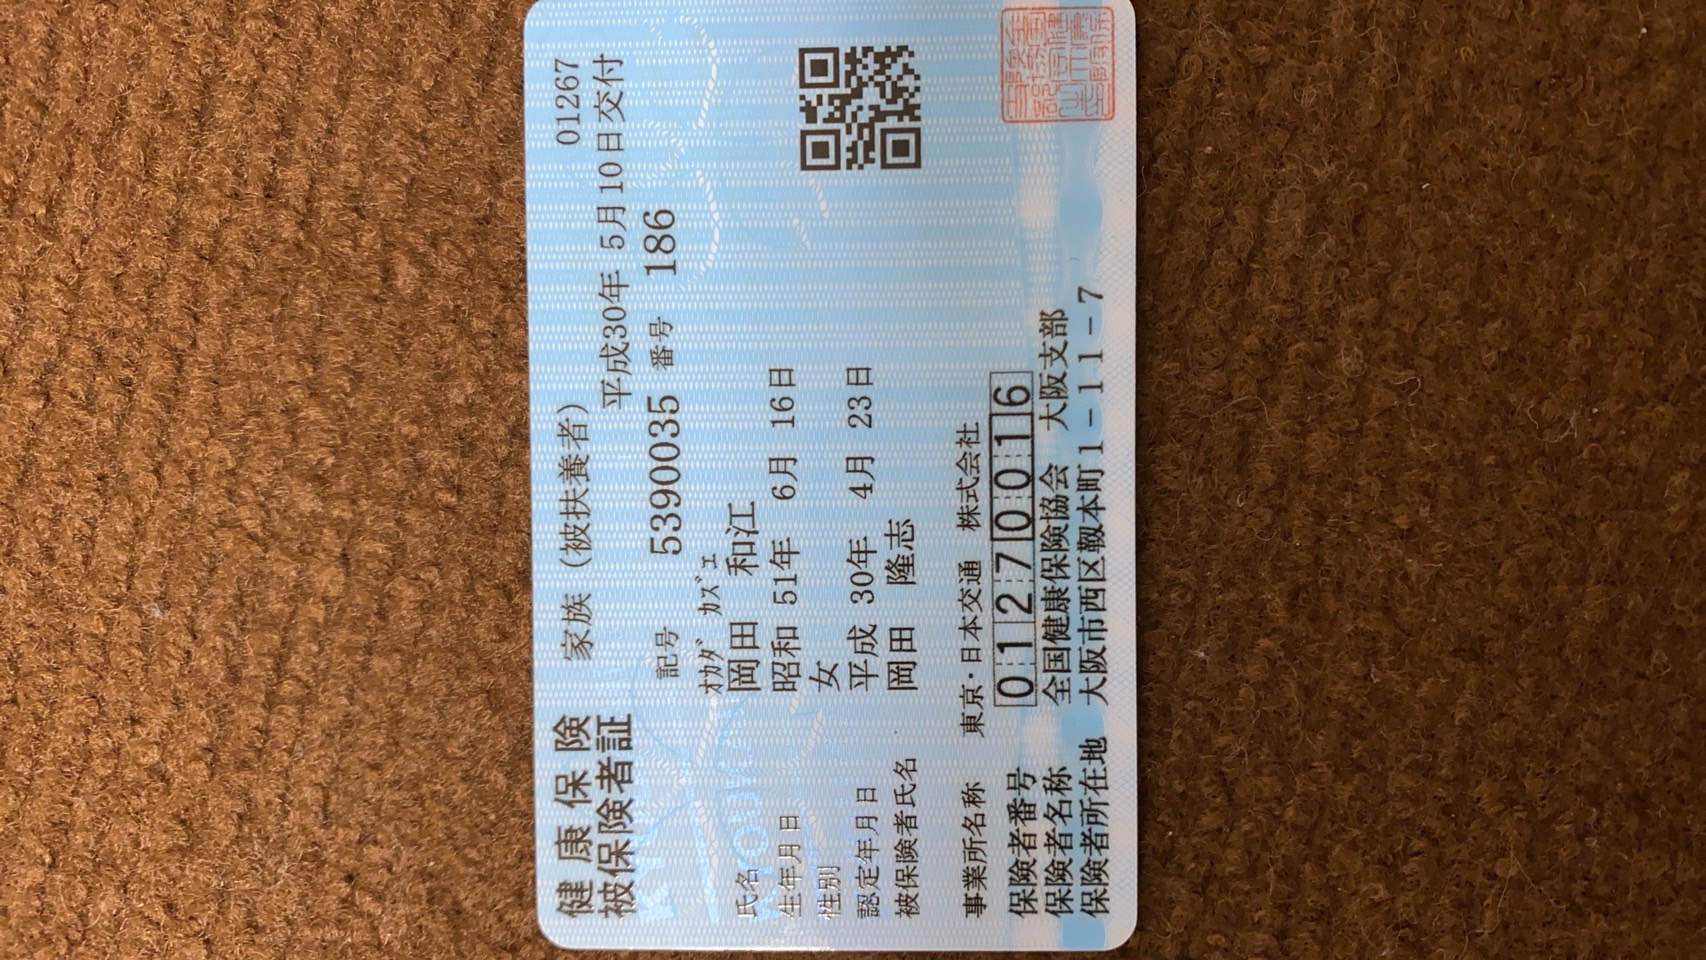 健康保険 家族（被扶養者） 01267
被保険者証 平成30年 5月10日交付
記号 5390035 番号 186
ｵｶﾀﾞ ｶｽﾞｴ
氏名 岡田 和江
生年月日 昭和 51年 6月 16日
性別 女
認定年月日 平成 30年 4月 23日
被保険者氏名 岡田 隆志
事業所名称 東京・日本交通 株式会社
保険者番号 01270016
保険者名称 全国健康保険協会 大阪支部
保険者所在地 大阪市西区靱本町1-11-7